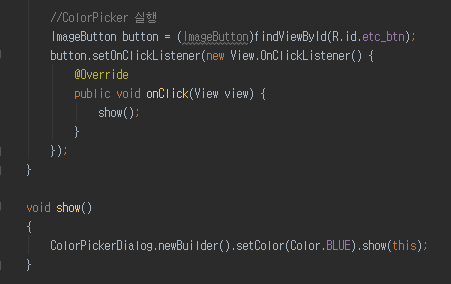 //ColorPicker 실행
ImageButton button = (ImageButton)findViewById(R.id.etc_btn);
button.setOnClickListener(new View.OnClickListener() {
@Override
public void onClick(View view) {
show();
}
});
}
void show()
{
ColorPickerDialog.newBuilder().setColor(Color.BLUE).show(this);
}